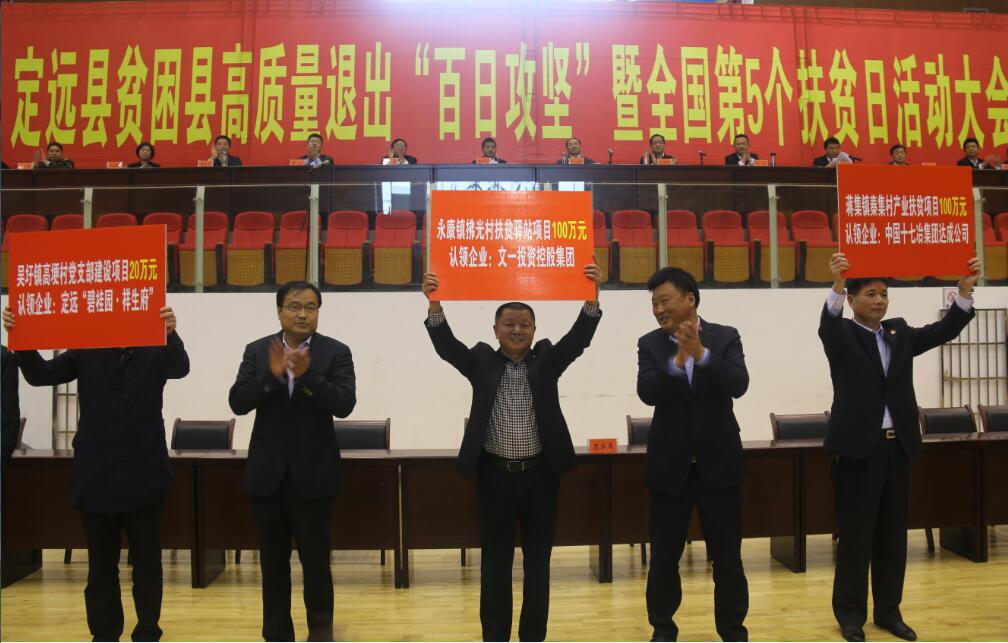 定远县贫困县高质量退出“百日攻坚”暨全国第5个扶贫日活动大会
吴圩镇高埂村党支部建设项目20万元
认领企业：定远“碧桂园·祥生府”
永康镇拂光村扶贫驿站项目100万元
认领企业：文一投资控股集团
蒋集镇秦集村产业扶贫项目100万元
认领企业：中国十七冶集团达成公司